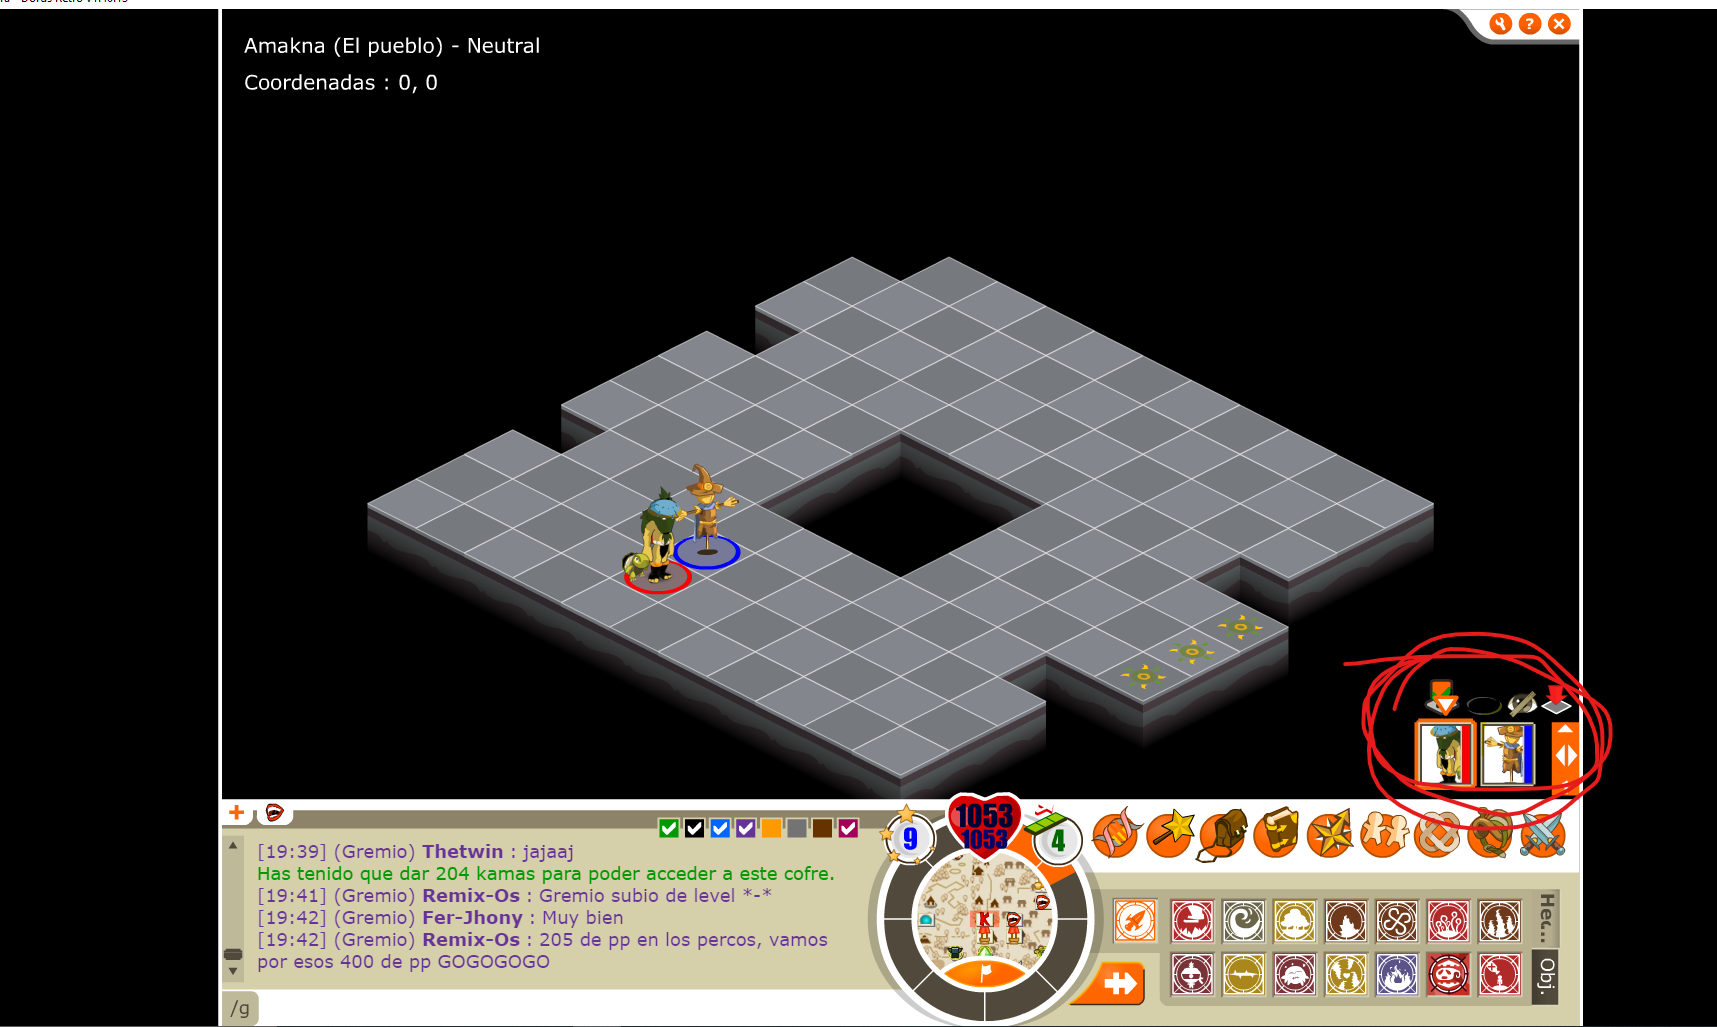 Amakna (El pueblo) - Neutral
Coordenadas : 0, 0
[19:39] (Gremio) Thetwin : jajaaj
Has tenido que dar 204 kamas para poder acceder a este cofre.
[19:41] (Gremio) Remix-Os : Gremio subio de level *-*
[19:42] (Gremio) Fer-Jhony : Muy bien
[19:42] (Gremio) Remix-Os : 205 de pp en los percos, vamos
por esos 400 de pp GOGOGOGO
/g
9
1053
1053
4
K
Hec...
Obj.